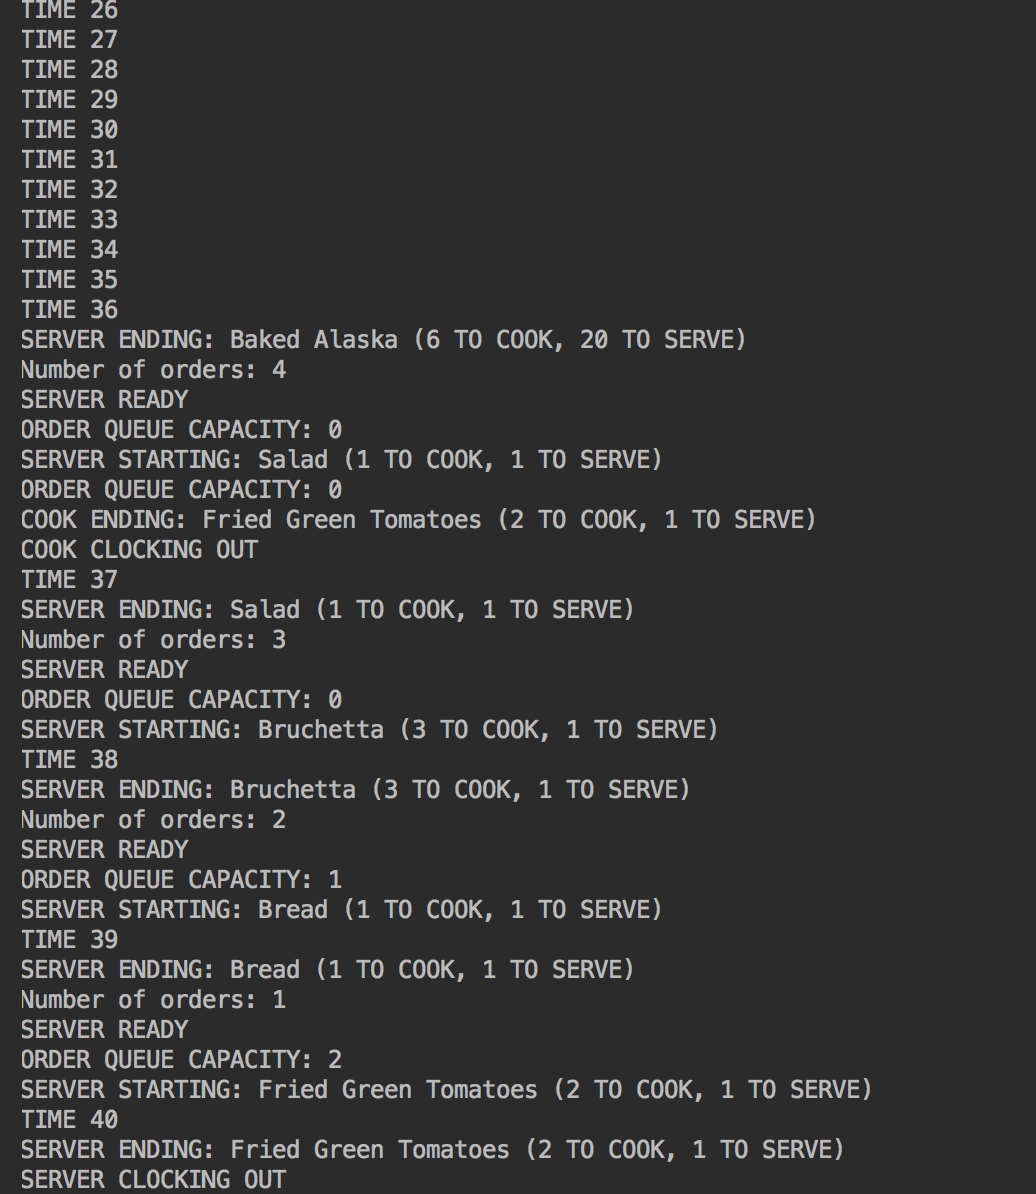 TIME 26
TIME 27
TIME 28
TIME 29
TIME 30
TIME 31
TIME 32
TIME 33
TIME 34
TIME 35
TIME 36
SERVER ENDING: Baked Alaska (6 TO COOK, 20 TO SERVE)
Number of orders: 4
SERVER READY
ORDER QUEUE CAPACITY: 0
SERVER STARTING: Salad (1 TO COOK, 1 TO SERVE)
ORDER QUEUE CAPACITY: 0
COOK ENDING: Fried Green Tomatoes (2 TO COOK, 1 TO SERVE)
COOK CLOCKING OUT
TIME 37
SERVER ENDING: Salad (1 TO COOK, 1 TO SERVE)
Number of orders: 3
SERVER READY
ORDER QUEUE CAPACITY: 0
SERVER STARTING: Bruchetta (3 TO COOK, 1 TO SERVE)
TIME 38
SERVER ENDING: Bruchetta (3 TO COOK, 1 TO SERVE)
Number of orders: 2
SERVER READY
ORDER QUEUE CAPACITY: 1
SERVER STARTING: Bread (1 TO COOK, 1 TO SERVE)
TIME 39
SERVER ENDING: Bread (1 TO COOK, 1 TO SERVE)
Number of orders: 1
SERVER READY
ORDER QUEUE CAPACITY: 2
SERVER STARTING: Fried Green Tomatoes (2 TO COOK, 1 TO SERVE)
TIME 40
SERVER ENDING: Fried Green Tomatoes (2 TO COOK, 1 TO SERVE)
SERVER CLOCKING OUT